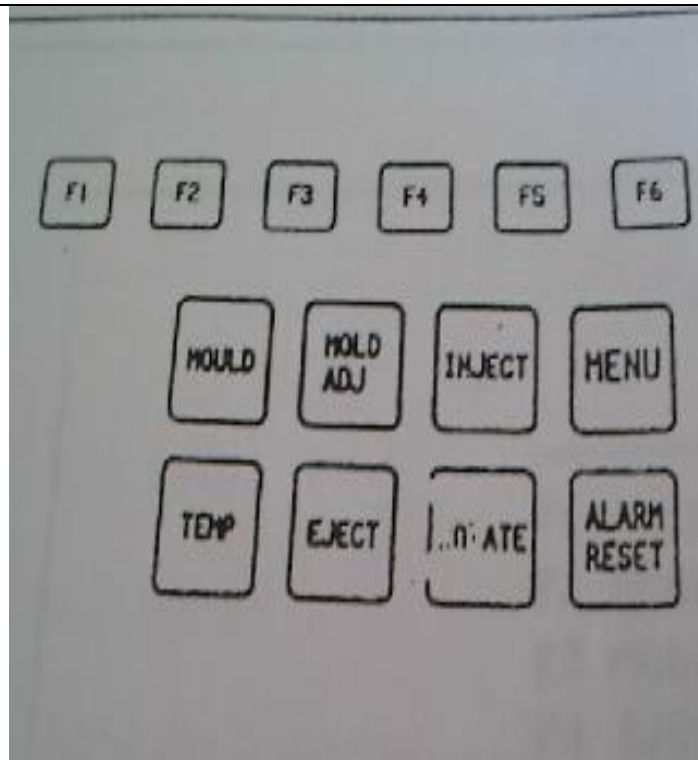 F1 F2 F3 F4 F5 F6
MOULD MOLD ADJ INJECT MENU
TEMP EJECT ALARM RESET